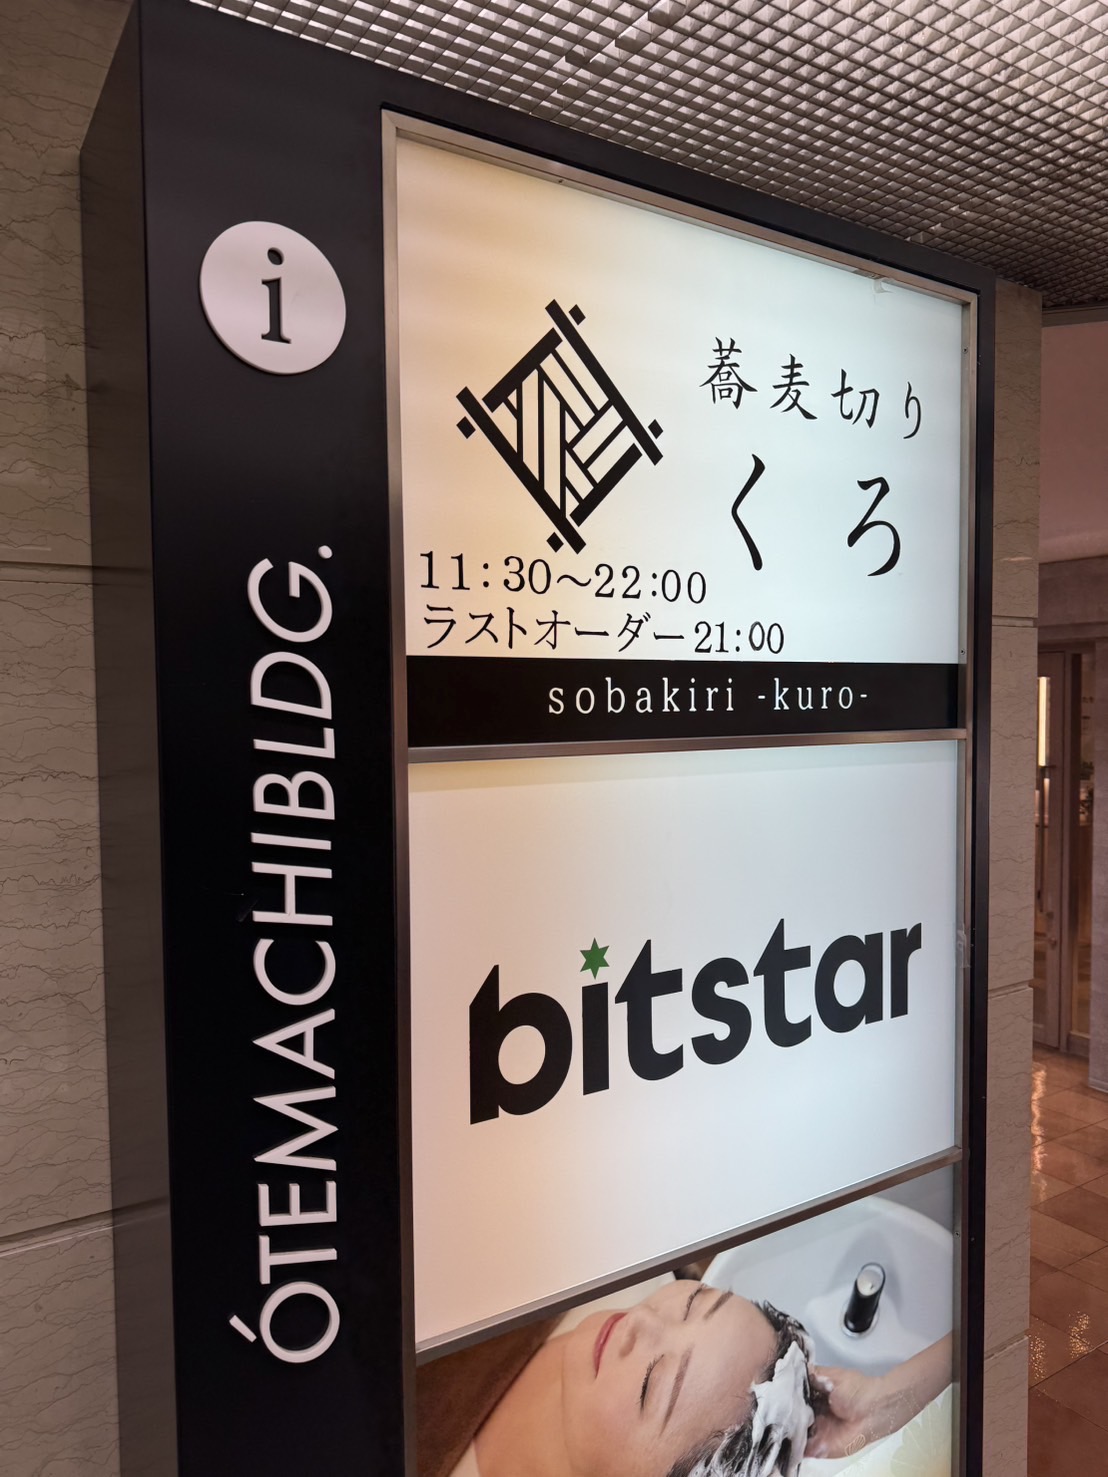 i
ÓTEMACHIBLDG.
蕎麦切り
くろ
11:30～22:00
ラストオーダー21:00
sobakiri -kuro-
bitstar